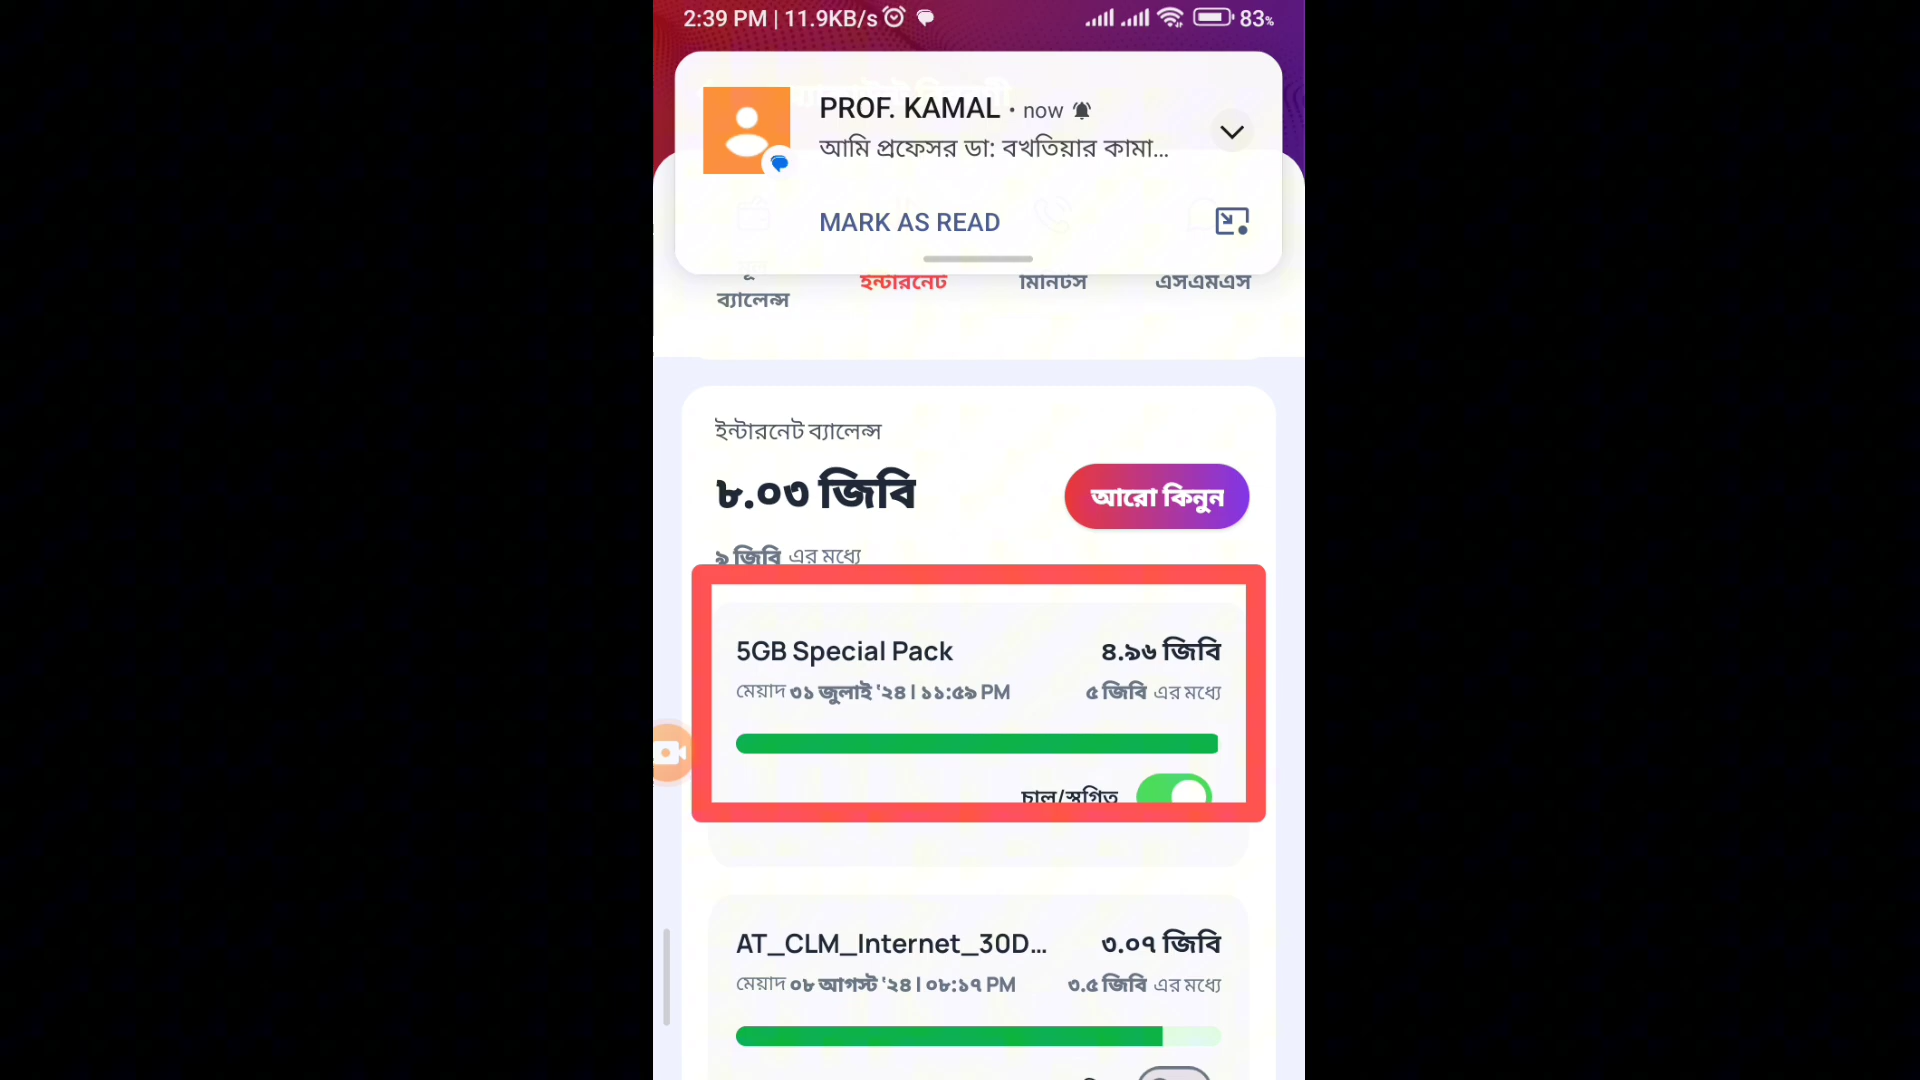 2:39 PM | 11.9KB/s
83%
PROF. KAMAL • now
আমি প্রফেসর ডা: বখতিয়ার কামা...
MARK AS READ
মূল
ব্যালেন্স
ইন্টারনেট
মিনিটস
এসএমএস
ইন্টারনেট ব্যালেন্স
৮.০৩ জিবি
আরো কিনুন
৯ জিবি এর মধ্যে
5GB Special Pack
৪.৯৬ জিবি
মেয়াদ ৩১ জুলাই '২৪ | ১১:৫৯ PM
৫ জিবি এর মধ্যে
চালু/স্থগিত
AT_CLM_Internet_30D...
৩.০৭ জিবি
মেয়াদ ০৮ আগস্ট '২৪ | ০৮:১৭ PM
৩.৫ জিবি এর মধ্যে